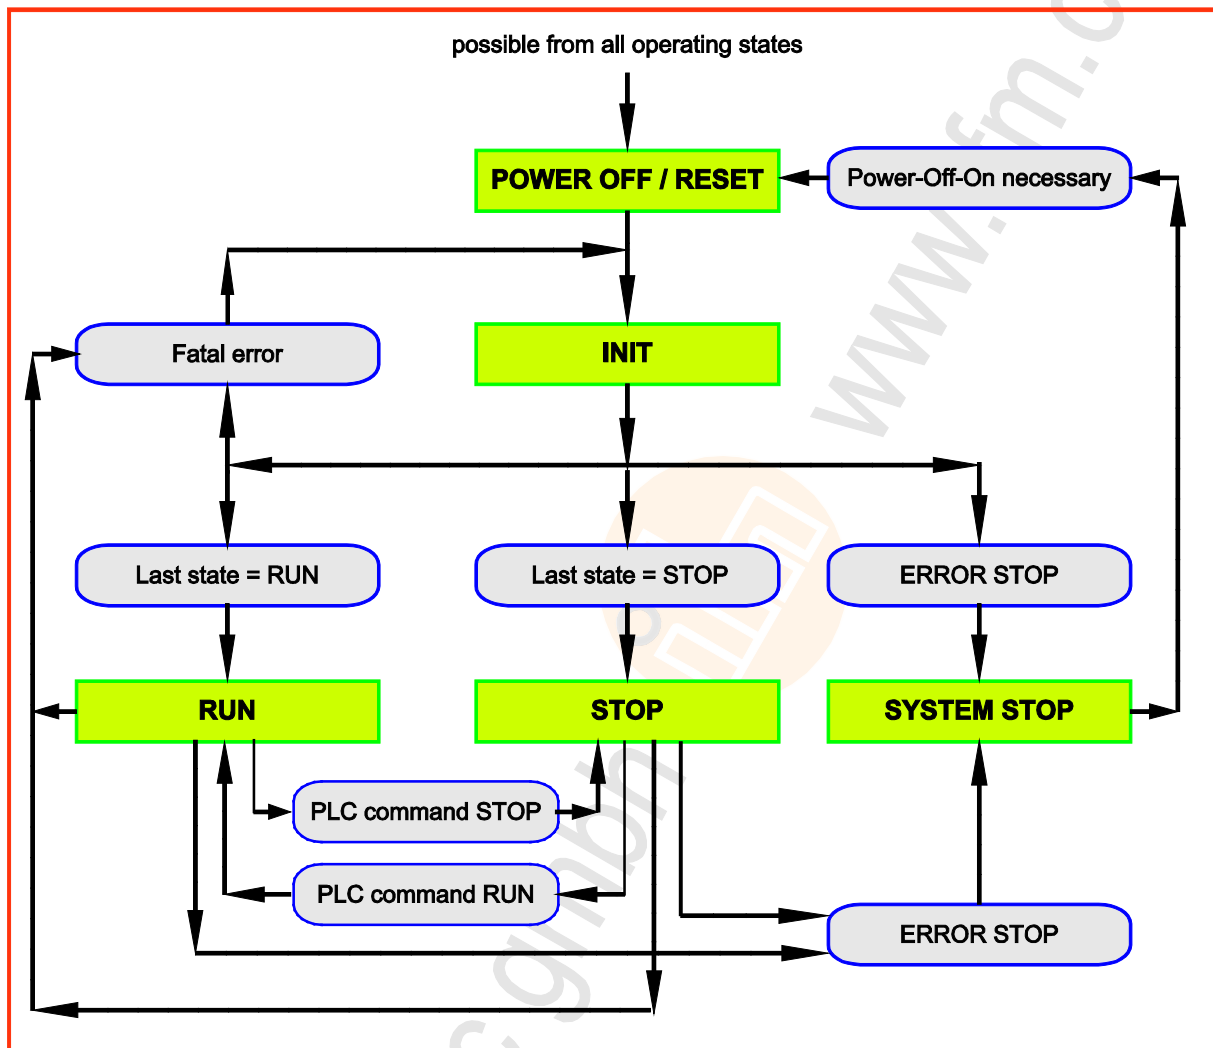 possible from all operating states
POWER OFF / RESET
Power-Off-On necessary
Fatal error
INIT
Last state = RUN
Last state = STOP
ERROR STOP
RUN
STOP
SYSTEM STOP
PLC command STOP
PLC command RUN
ERROR STOP